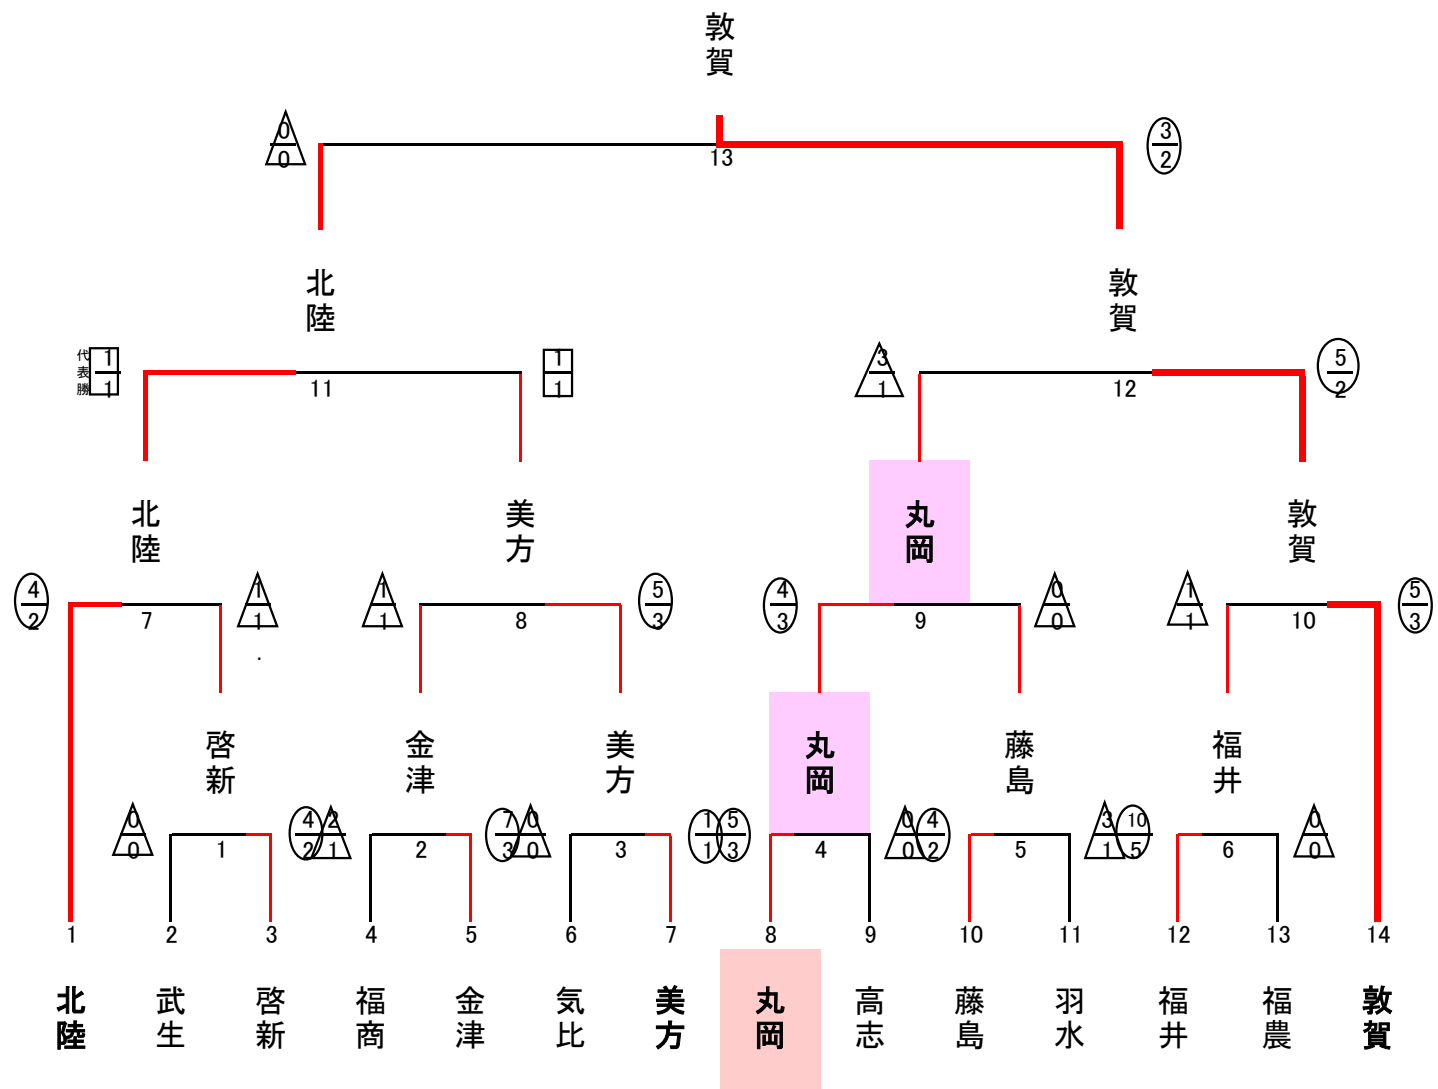 敦賀
0 3
0 13 2
北陸 敦賀
代表勝 1 1 3 5
1 11 1 1 12 2
北陸 美方 丸岡 敦賀
4 1 1 5 4 0 1 5
2 7 1 1 8 3 3 9 0 1 10 3
.
啓新 金津 美方 丸岡 藤島 福井
0 4 2 7 0 1 5 0 4 3 10 0
0 1 2 1 2 3 0 3 1 3 4 0 2 5 1 5 6 0
1 2 3 4 5 6 7 8 9 10 11 12 13 14
北陸 武生 啓新 福商 金津 気比 美方 丸岡 高志 藤島 羽水 福井 福農 敦賀